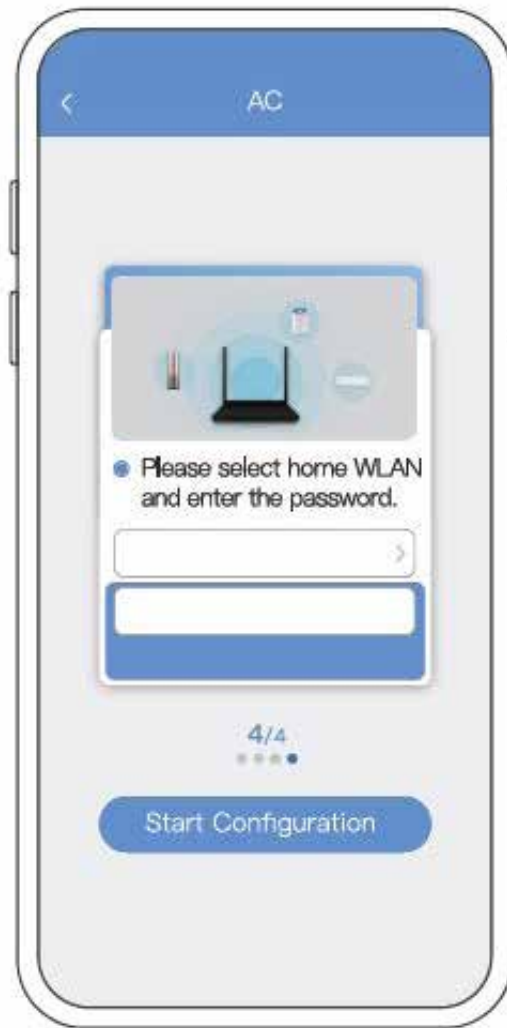 AC
Please select home WLAN
and enter the password.
4/4
Start Configuration